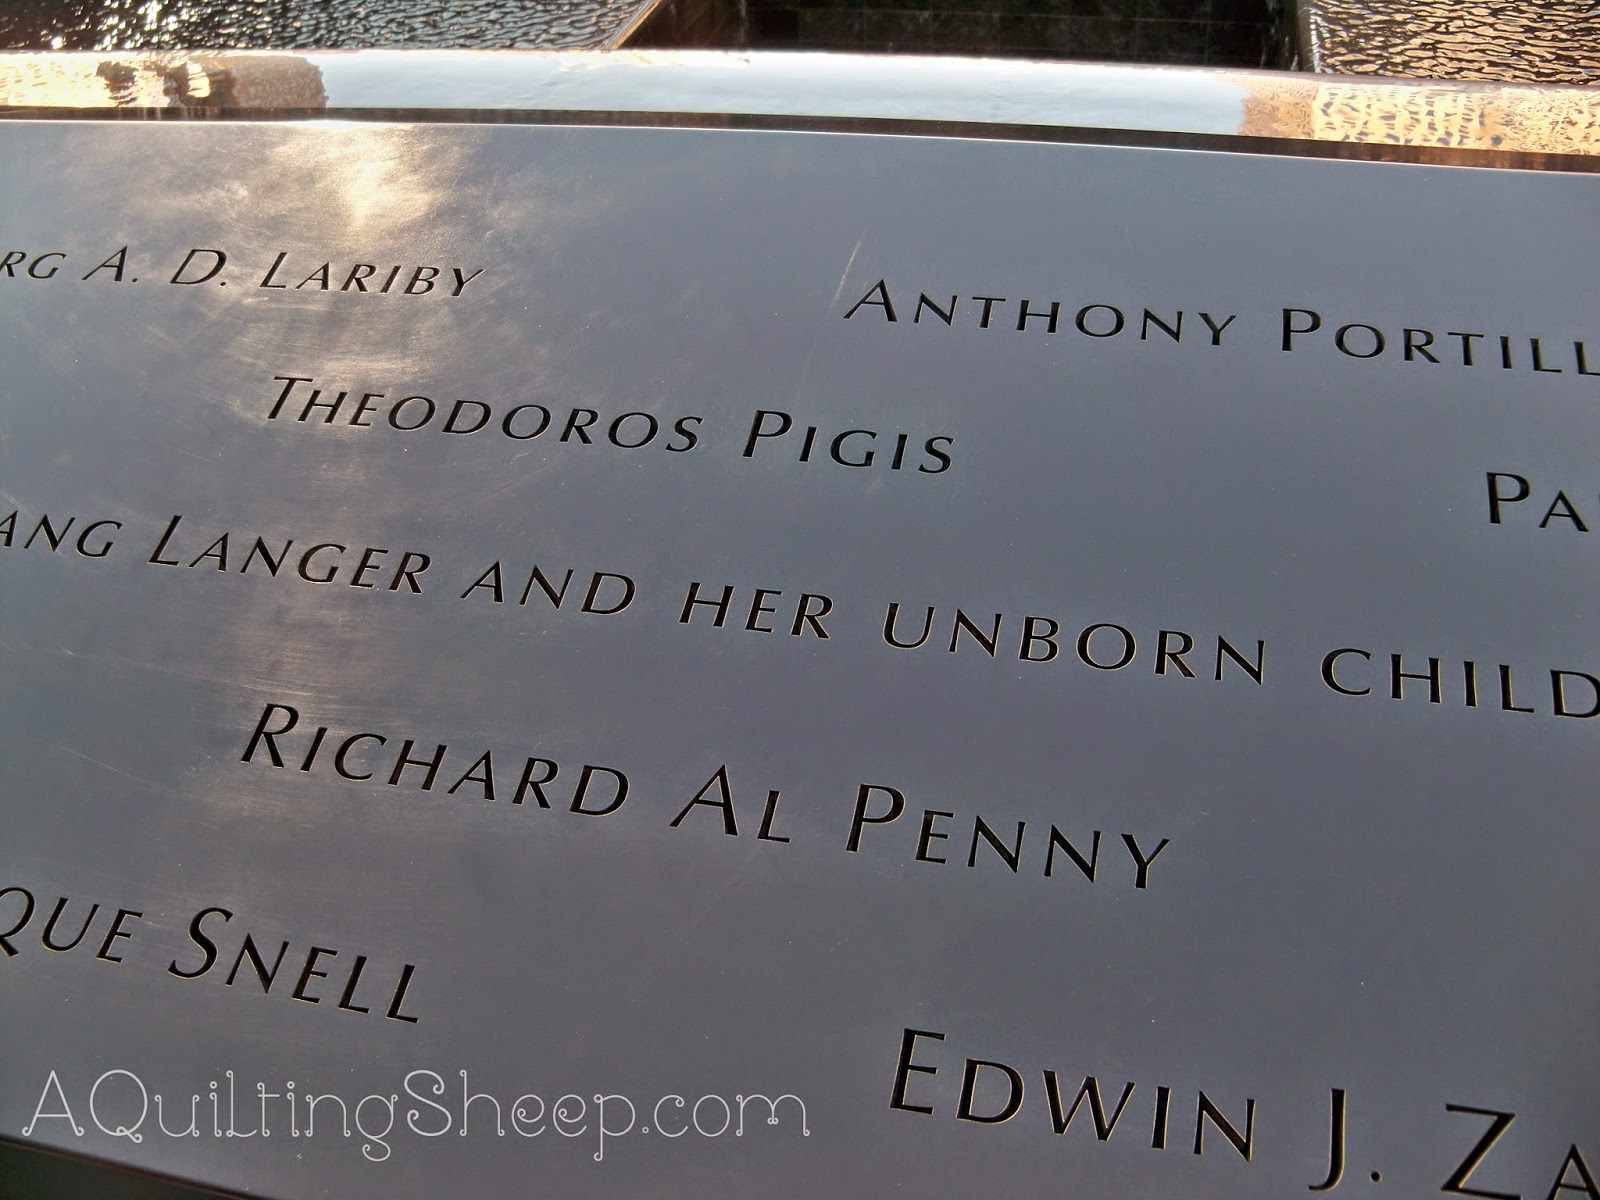 RG A. D. LARIBY
ANTHONY PORTILL
THEODOROS PIGIS
PA
ANG LANGER AND HER UNBORN CHILD
RICHARD AL PENNY
QUE SNELL
EDWIN J. ZA
AQuiltingSheep.com